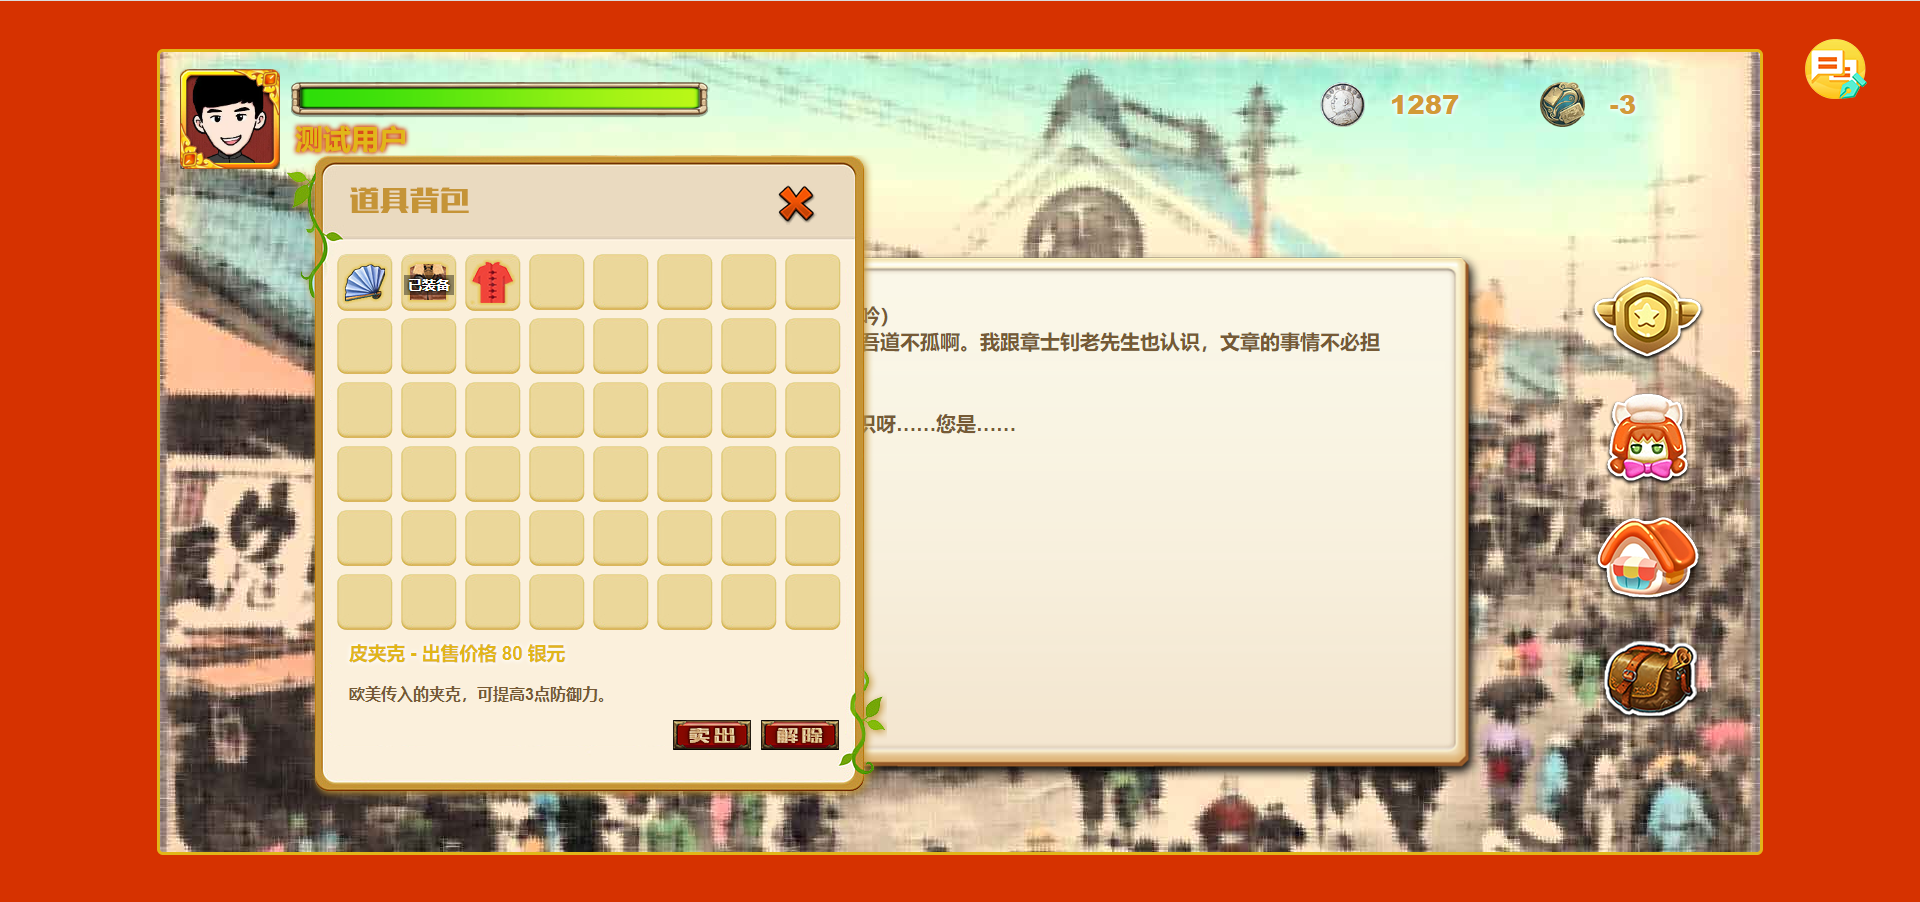 1287
-3
测试用户
道具背包
已装备
吟）
吾道不孤啊。我跟章士钊老先生也认识，文章的事情不必担
识呀……您是……
皮夹克 - 出售价格 80 银元
欧美传入的夹克，可提高3点防御力。
卖出
解除